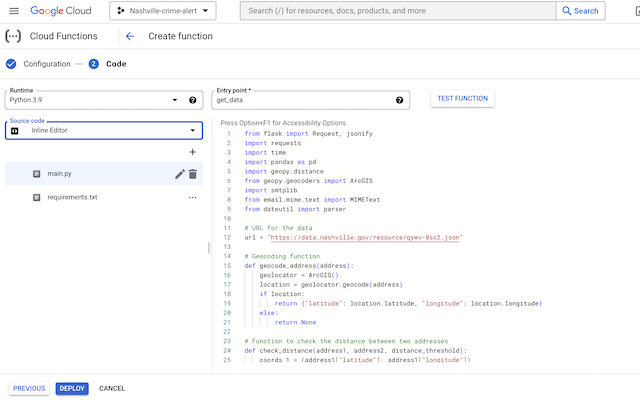 Google Cloud
Nashville-crime-alert
Search (/) for resources, docs, products, and more
Search
Cloud Functions
Create function
Configuration
2
Code
Runtime
Python 3.9
Entry point *
get_data
TEST FUNCTION
Source code
Inline Editor
main.py
requirements.txt
Press Option+F1 for Accessibility Options.
1 from flask import Request, jsonify
2 import requests
3 import time
4 import pandas as pd
5 import geopy.distance
6 from geopy.geocoders import ArcGIS
7 import smtplib
8 from email.mime.text import MIMEText
9 from dateutil import parser
10
11 # URL for the data
12 url = "https://data.nashville.gov/resource/qywv-8sc2.json"
13
14 # Geocoding function
15 def geocode_address(address):
16 geolocator = ArcGIS()
17 location = geolocator.geocode(address)
18 if location:
19 return {"latitude": location.latitude, "longitude": location.longitude}
20 else:
21 return None
22
23 # Function to check the distance between two addresses
24 def check_distance(address1, address2, distance_threshold):
25 coords_1 = (address1["latitude"], address1["longitude"])
PREVIOUS
DEPLOY
CANCEL